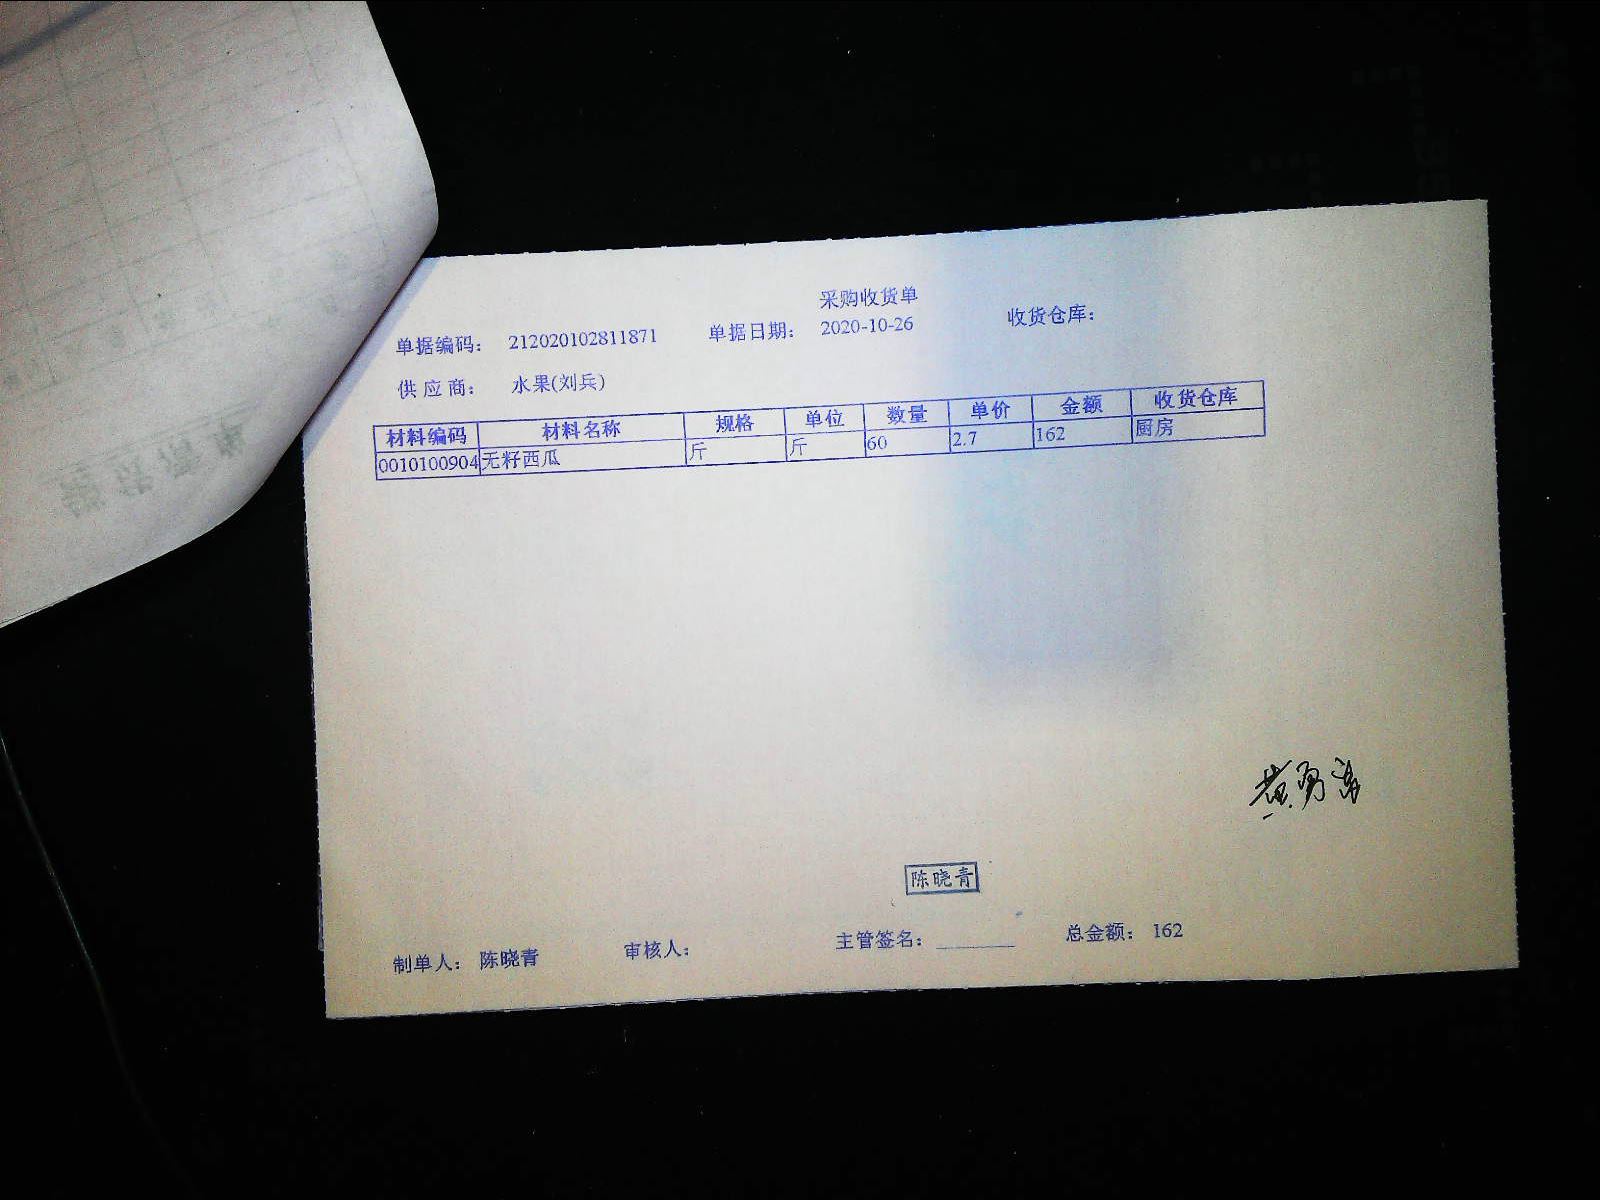 采购收货单
单据编码： 212020102811871 单据日期： 2020-10-26 收货仓库：
供应商： 水果(刘兵)
材料编码 材料名称 规格 单位 数量 单价 金额 收货仓库
0010100904 无籽西瓜 斤 斤 60 2.7 162 厨房
陈晓青
制单人： 陈晓青 审核人： 主管签名： 总金额： 162